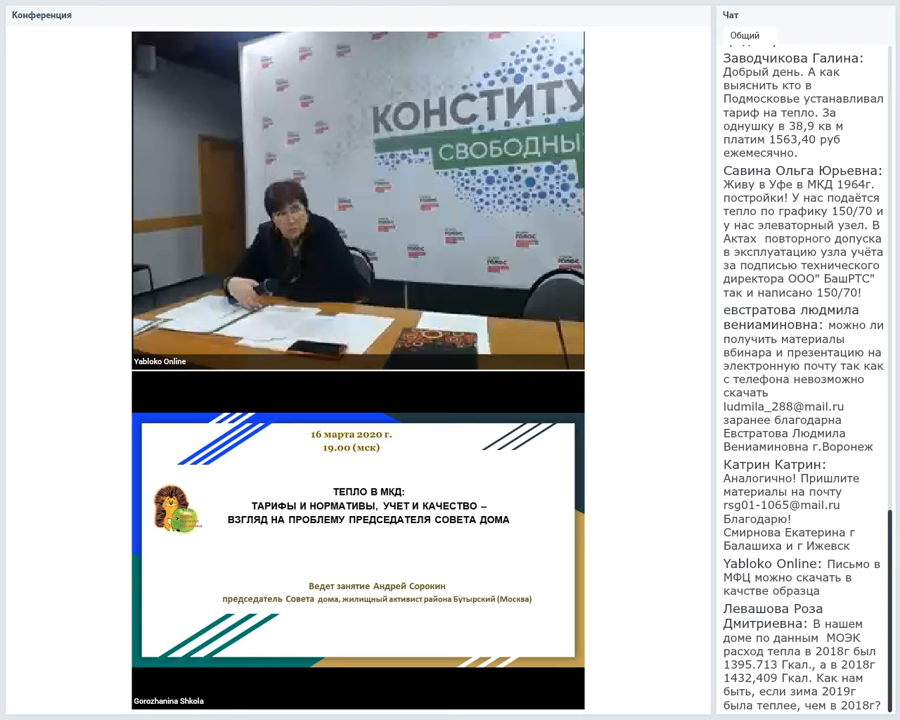 Конференция
КОНСТИТУ
СВОБОДНЫ
Yabloko Online
16 марта 2020 г.
19.00 (мск)
ТЕПЛО В МКД:
ТАРИФЫ И НОРМАТИВЫ, УЧЕТ И КАЧЕСТВО –
ВЗГЛЯД НА ПРОБЛЕМУ ПРЕДСЕДАТЕЛЯ СОВЕТА ДОМА
Ведет занятие Андрей Сорокин
председатель Совета дома, жилищный активист района Бутырский (Москва)
Gorozhanina Shkola
Чат
Общий
Заводчикова Галина:
Добрый день. А как
выяснить кто в
Подмосковье устанавливал
тариф на тепло. За
однушку в 38,9 кв м
платим 1563,40 руб
ежемесячно.
Савина Ольга Юрьевна:
Живу в Уфе в МКД 1964г.
постройки! У нас подаётся
тепло по графику 150/70 и
у нас элеваторный узел. В
Актах повторного допуска
в эксплуатацию узла учёта
за подписью технического
директора ООО" БашРТС"
так и написано 150/70!
евстратова людмила
вениаминовна: можно ли
получить материалы
вбинара и презентацию на
электронную почту так как
с телефона невозможно
скачать
ludmila_288@mail.ru
заранее благодарна
Евстратова Людмила
Вениаминовна г.Воронеж
Катрин Катрин:
Аналогично! Пришлите
материалы на почту
rsg01-1065@mail.ru
Благодарю!
Смирнова Екатерина г
Балашиха и г Ижевск
Yabloko Online: Письмо в
МФЦ можно скачать в
качстве образца
Левашова Роза
Дмитриевна: В нашем
доме по данным МОЭК
расход тепла в 2018г был
1395.713 Гкал., а в 2018г
1432,409 Гкал. Как нам
быть, если зима 2019г
была теплее, чем в 2018г?